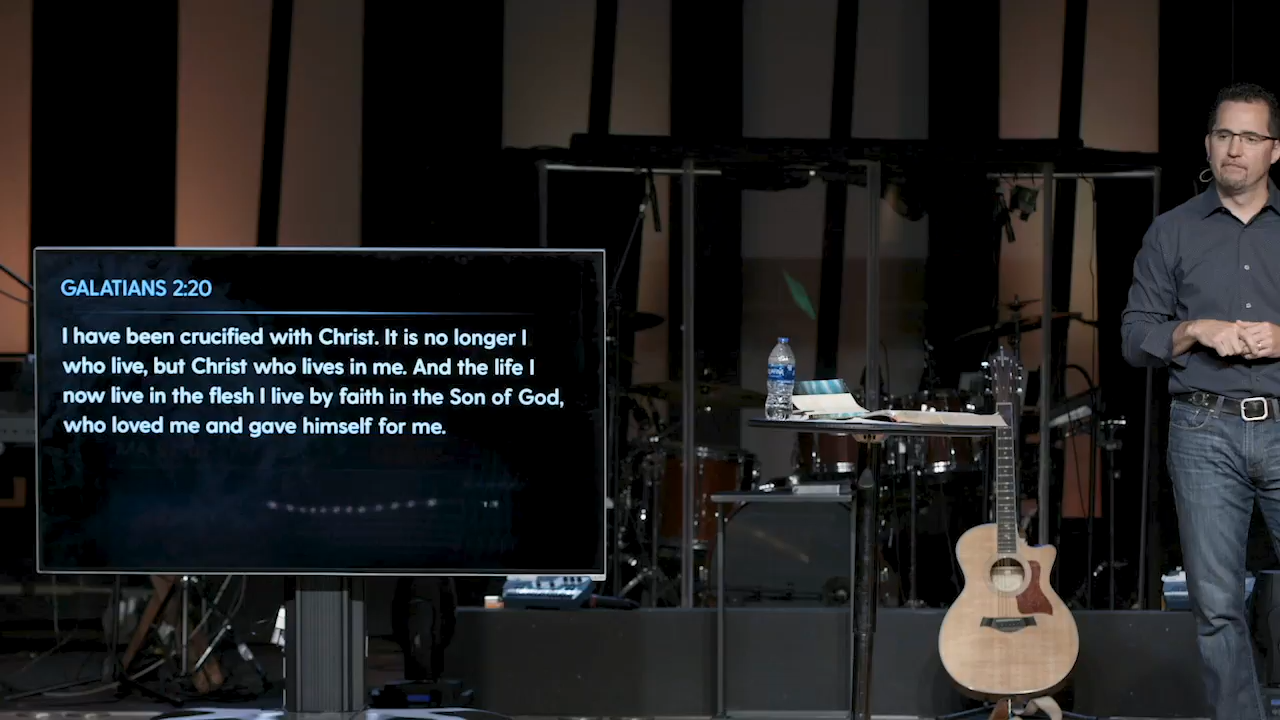 GALATIANS 2:20
I have been crucified with Christ. It is no longer I
who live, but Christ who lives in me. And the life I
now live in the flesh I live by faith in the Son of God,
who loved me and gave himself for me.